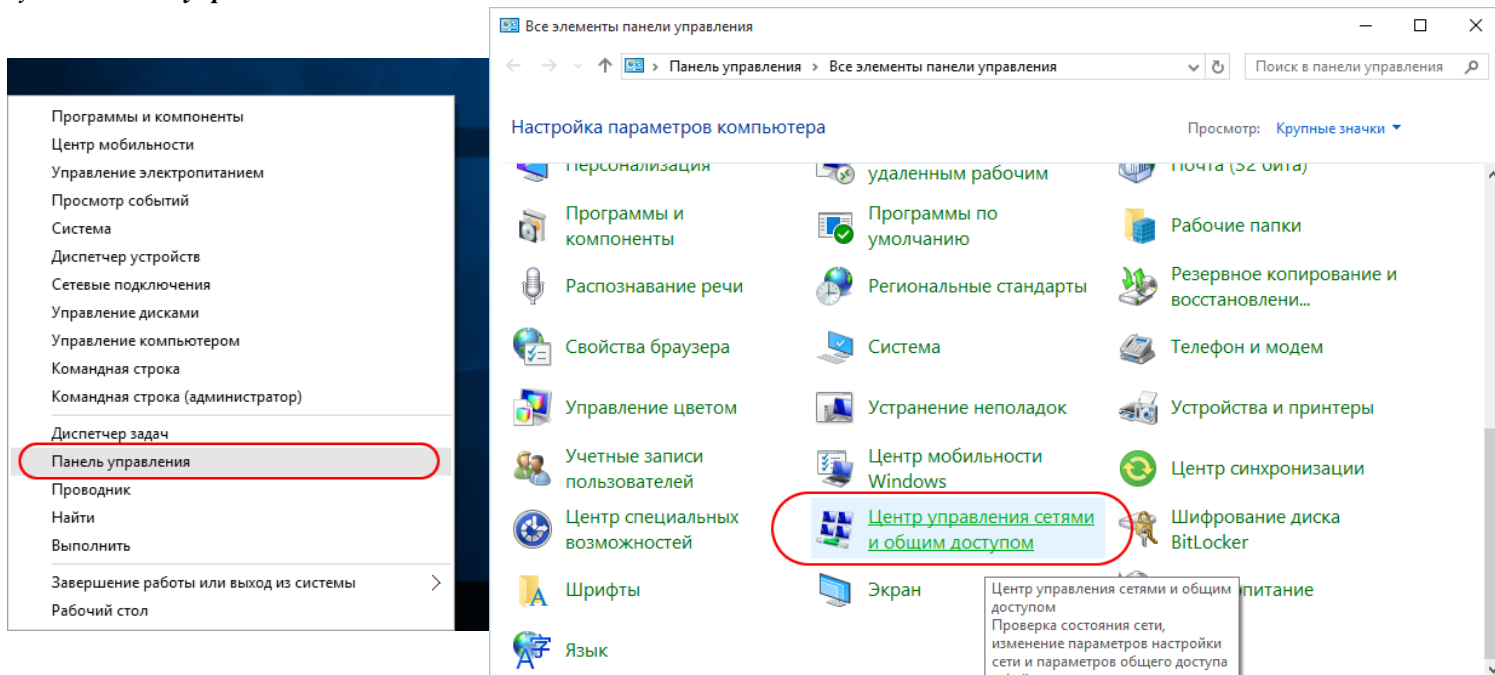 Программы и компоненты
Центр мобильности
Управление электропитанием
Просмотр событий
Система
Диспетчер устройств
Сетевые подключения
Управление дисками
Управление компьютером
Командная строка
Командная строка (администратор)
Диспетчер задач
Панель управления
Проводник
Найти
Выполнить
Завершение работы или выход из системы
Рабочий стол
Все элементы панели управления
Панель управления › Все элементы панели управления
Поиск в панели управления
Настройка параметров компьютера
Просмотр: Крупные значки
Персонализация
удаленным рабочим
Почта (32 бита)
Программы и
компоненты
Программы по
умолчанию
Рабочие папки
Распознавание речи
Региональные стандарты
Резервное копирование и
восстановлени...
Свойства браузера
Система
Телефон и модем
Управление цветом
Устранение неполадок
Устройства и принтеры
Учетные записи
пользователей
Центр мобильности
Windows
Центр синхронизации
Центр специальных
возможностей
Центр управления сетями
и общим доступом
Шифрование диска
BitLocker
Шрифты
Экран
питание
Центр управления сетями и общим
доступом
Проверка состояния сети,
изменение параметров настройки
сети и параметров общего доступа
Язык